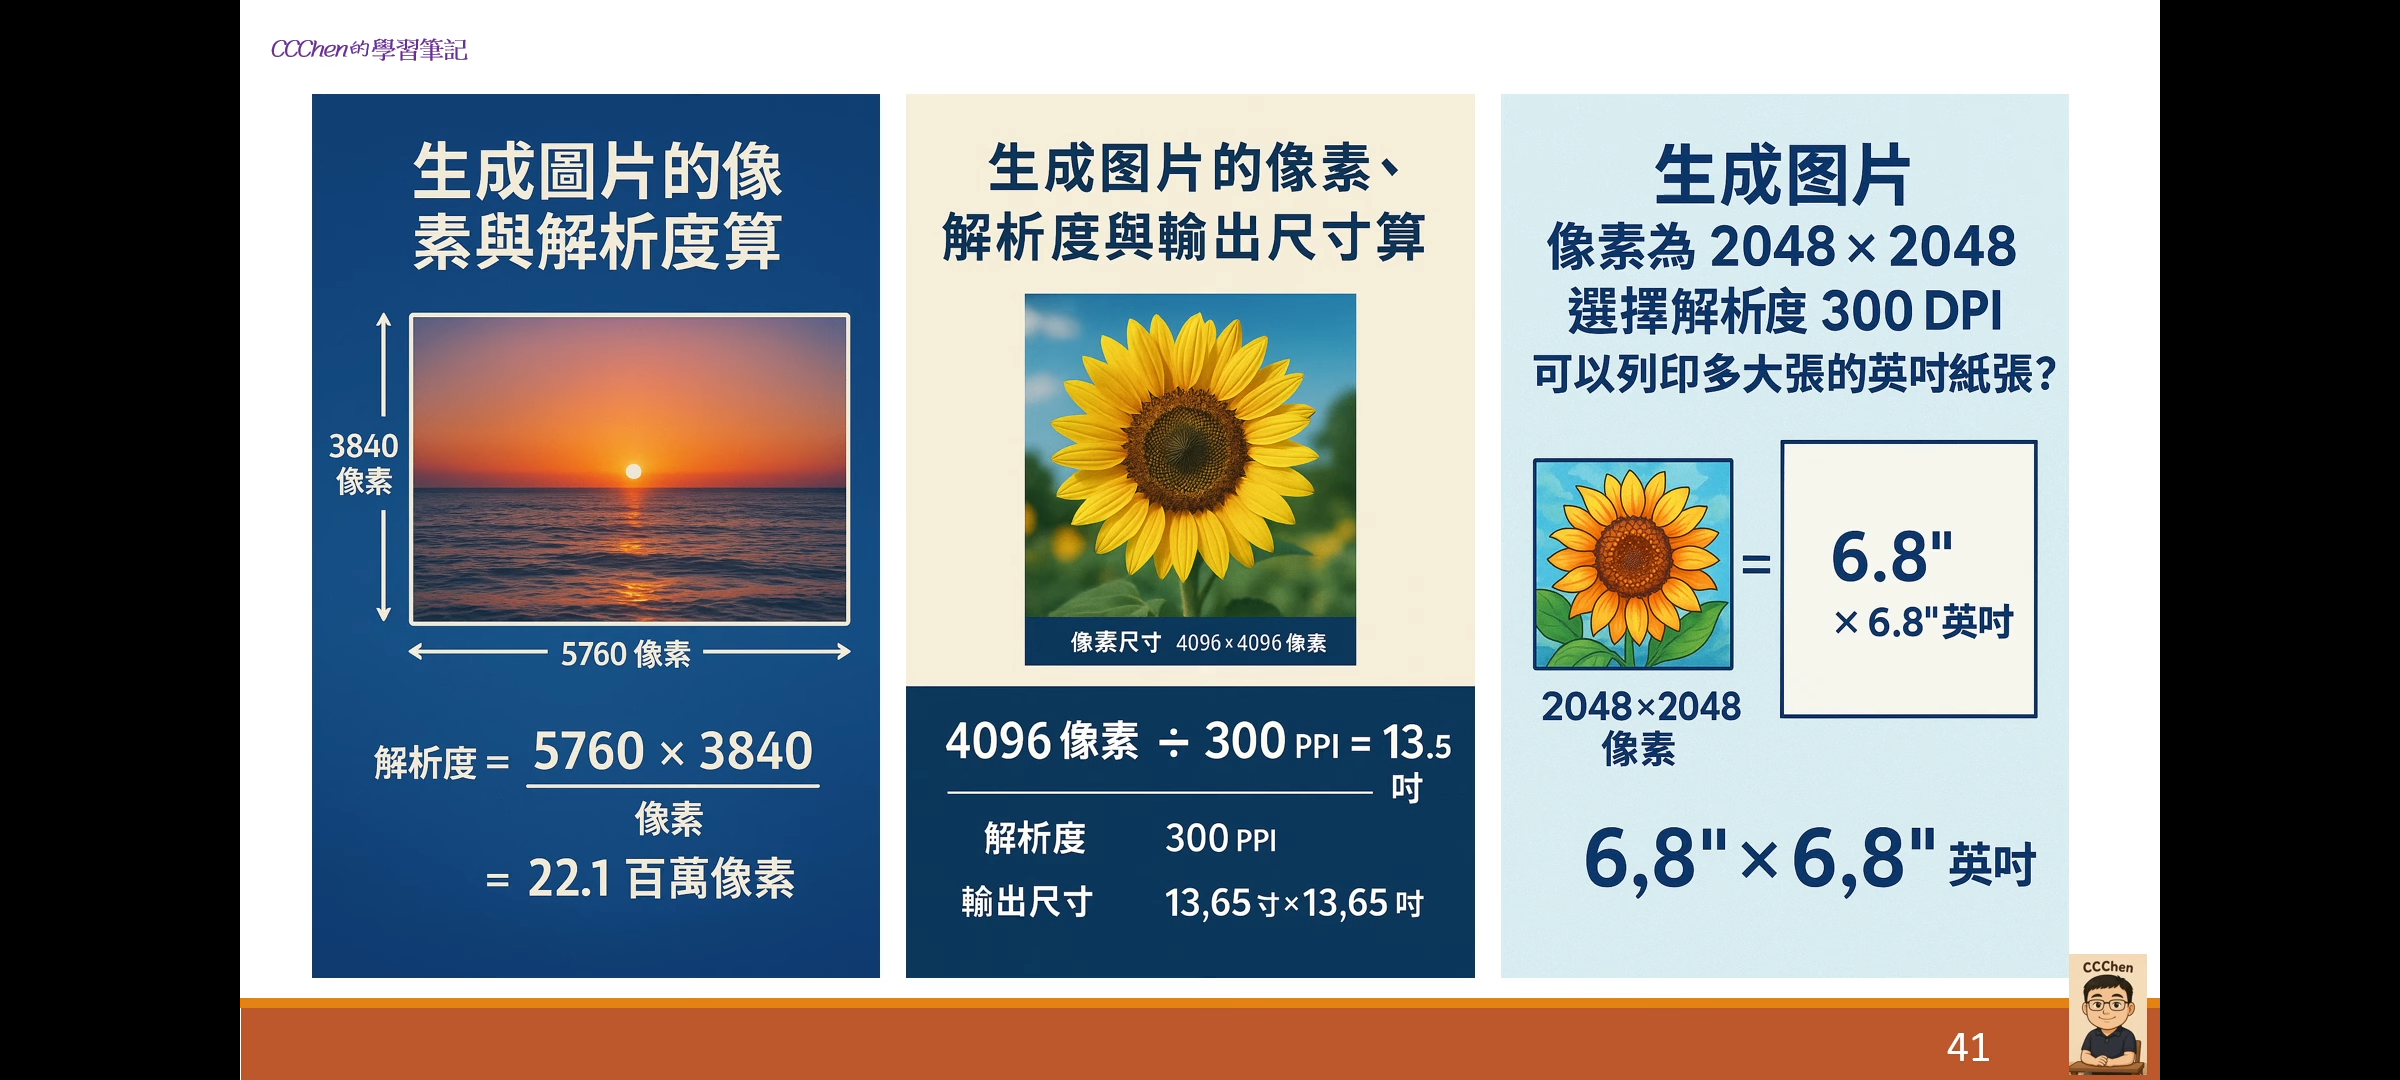 CCChen的學習筆記
生成圖片的像
素與解析度算
3840
像素
5760 像素
解析度 = 5760 × 3840
像素
= 22.1 百萬像素
生成图片的像素、
解析度與輸出尺寸算
像素尺寸 4096×4096 像素
4096 像素 ÷ 300 PPI = 13.5
吋
解析度 300 PPI
輸出尺寸 13,65 寸×13,65 吋
生成图片
像素為 2048 × 2048
選擇解析度 300 DPI
可以列印多大張的英吋紙張?
=
6.8"
× 6.8"英吋
2048×2048
像素
6,8"×6,8" 英吋
CCChen
41